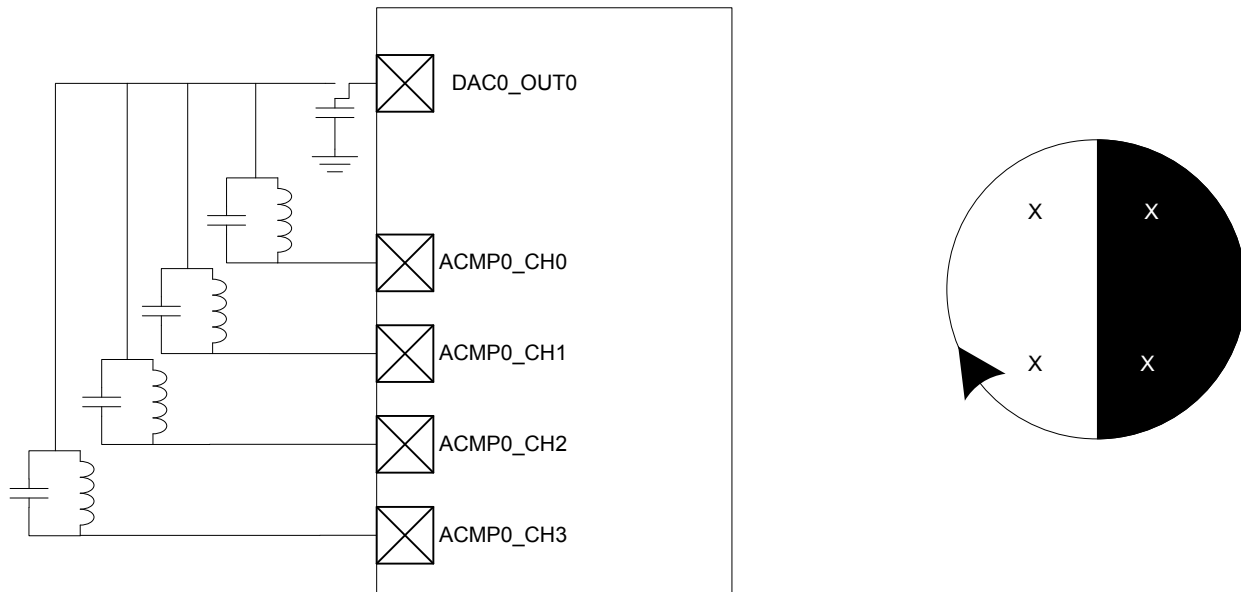 DAC0_OUT0
ACMP0_CH0
ACMP0_CH1
ACMP0_CH2
ACMP0_CH3
X X
X X